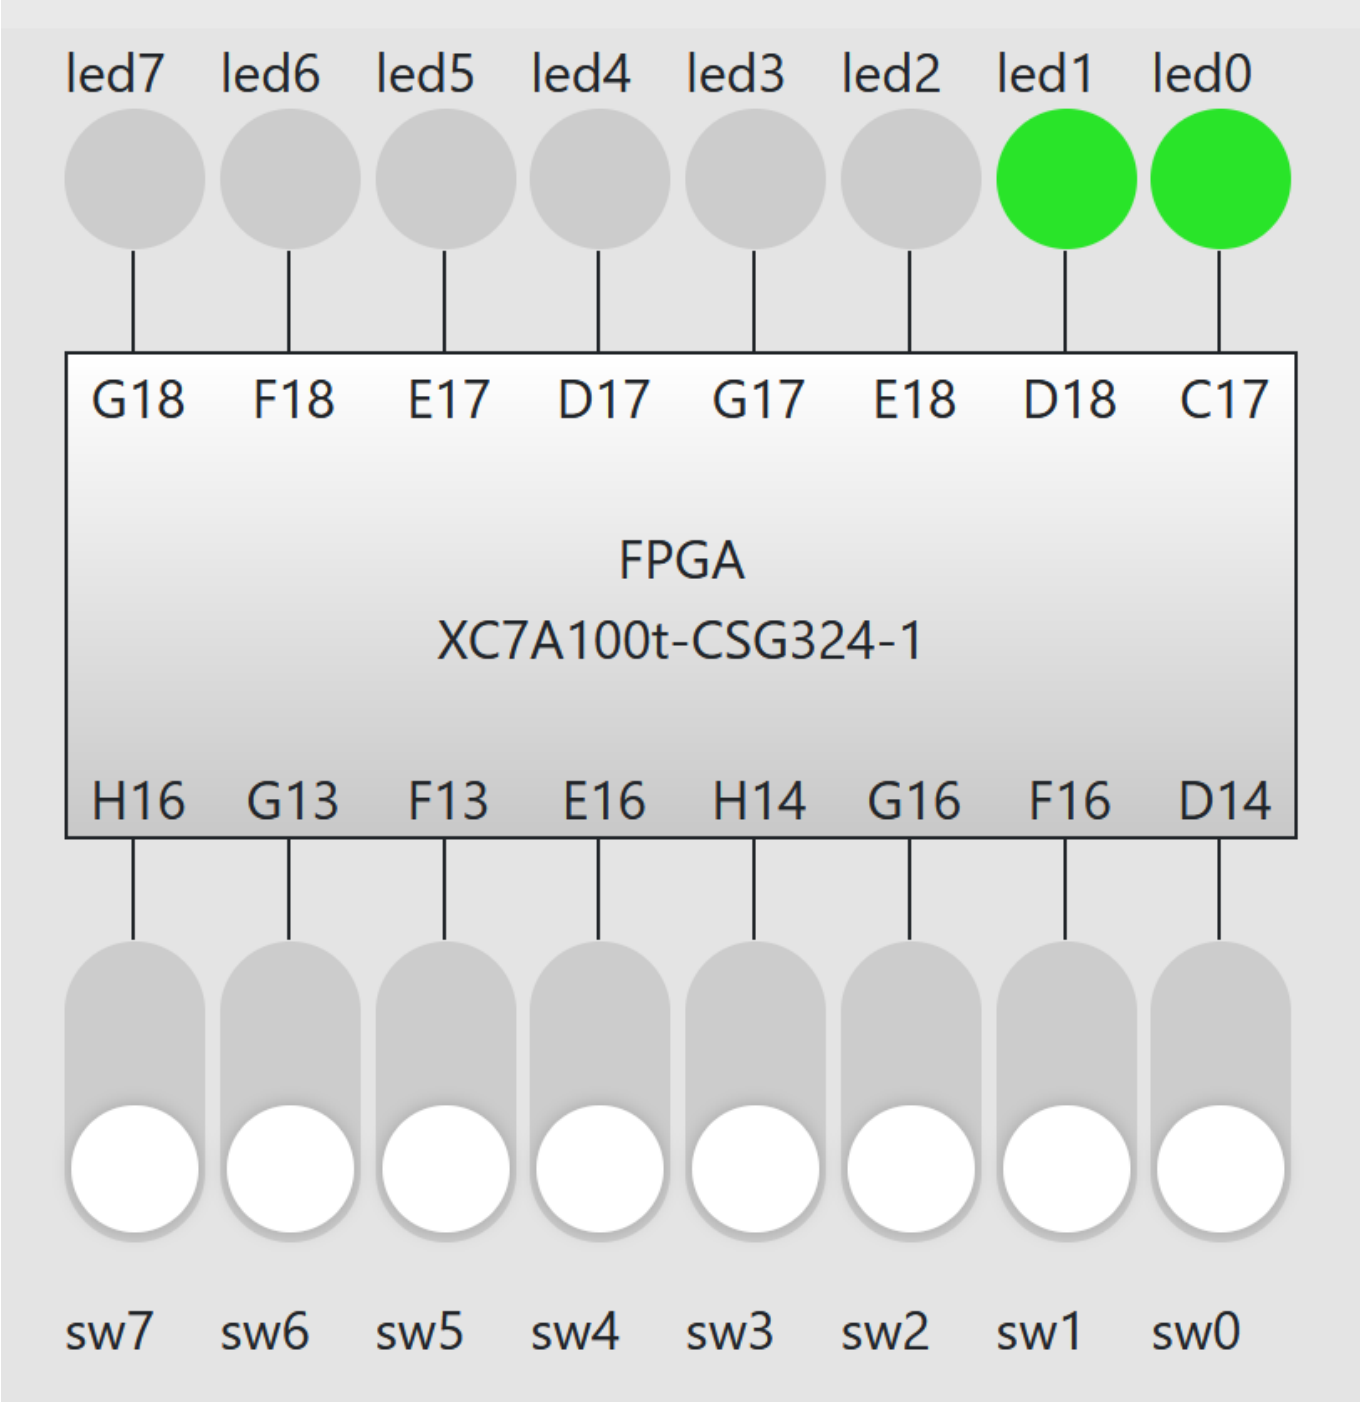 led7 led6 led5 led4 led3 led2 led1 led0
G18 F18 E17 D17 G17 E18 D18 C17
FPGA
XC7A100t-CSG324-1
H16 G13 F13 E16 H14 G16 F16 D14
sw7 sw6 sw5 sw4 sw3 sw2 sw1 sw0